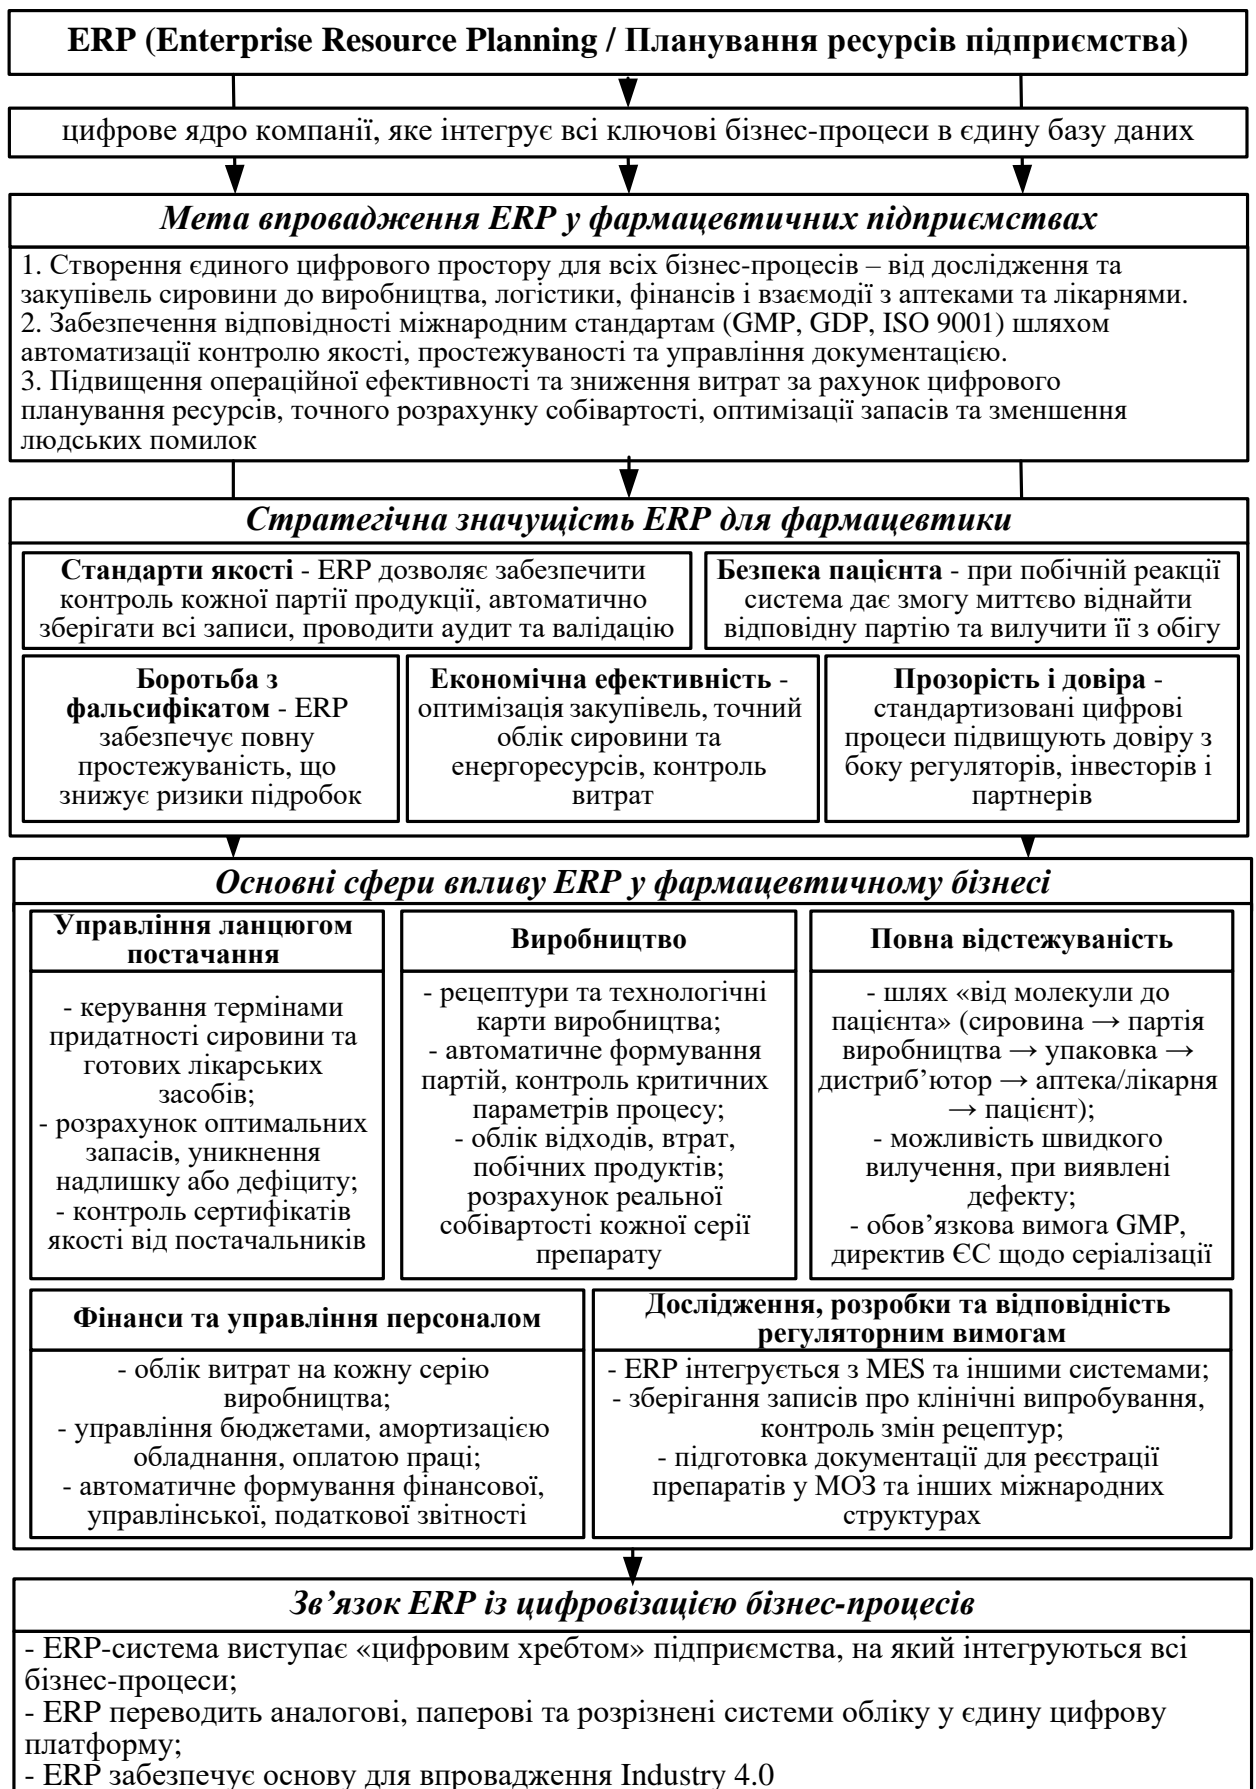 ERP (Enterprise Resource Planning / Планування ресурсів підприємства)
цифрове ядро компанії, яке інтегрує всі ключові бізнес-процеси в єдину базу даних
Мета впровадження ERP у фармацевтичних підприємствах
1. Створення єдиного цифрового простору для всіх бізнес-процесів – від дослідження та
закупівель сировини до виробництва, логістики, фінансів і взаємодії з аптеками та лікарнями.
2. Забезпечення відповідності міжнародним стандартам (GMP, GDP, ISO 9001) шляхом
автоматизації контролю якості, простежуваності та управління документацією.
3. Підвищення операційної ефективності та зниження витрат за рахунок цифрового
планування ресурсів, точного розрахунку собівартості, оптимізації запасів та зменшення
людських помилок
Стратегічна значущість ERP для фармацевтики
Стандарти якості - ERP дозволяє забезпечити
контроль кожної партії продукції, автоматично
зберігати всі записи, проводити аудит та валідацію
Безпека пацієнта - при побічній реакції
система дає змогу миттєво віднайти
відповідну партію та вилучити її з обігу
Боротьба з
фальсифікатом - ERP
забезпечує повну
простежуваність, що
знижує ризики підробок
Економічна ефективність -
оптимізація закупівель, точний
облік сировини та
енергоресурсів, контроль
витрат
Прозорість і довіра -
стандартизовані цифрові
процеси підвищують довіру з
боку регуляторів, інвесторів і
партнерів
Основні сфери впливу ERP у фармацевтичному бізнесі
Управління ланцюгом
постачання
- керування термінами
придатності сировини та
готових лікарських
засобів;
- розрахунок оптимальних
запасів, уникнення
надлишку або дефіциту;
- контроль сертифікатів
якості від постачальників
Виробництво
- рецептури та технологічні
карти виробництва;
- автоматичне формування
партій, контроль критичних
параметрів процесу;
- облік відходів, втрат,
побічних продуктів;
розрахунок реальної
собівартості кожної серії
препарату
Повна відстежуваність
- шлях «від молекули до
пацієнта» (сировина → партія
виробництва → упаковка →
дистриб’ютор → аптека/лікарня
→ пацієнт);
- можливість швидкого
вилучення, при виявлені
дефекту;
- обов’язкова вимога GMP,
директив ЄС щодо серіалізації
Фінанси та управління персоналом
- облік витрат на кожну серію
виробництва;
- управління бюджетами, амортизацією
обладнання, оплатою праці;
- автоматичне формування фінансової,
управлінської, податкової звітності
Дослідження, розробки та відповідність
регуляторним вимогам
- ERP інтегрується з MES та іншими системами;
- зберігання записів про клінічні випробування,
контроль змін рецептур;
- підготовка документації для реєстрації
препаратів у МОЗ та інших міжнародних
структурах
Зв’язок ERP із цифровізацією бізнес-процесів
- ERP-система виступає «цифровим хребтом» підприємства, на який інтегруються всі
бізнес-процеси;
- ERP переводить аналогові, паперові та розрізнені системи обліку у єдину цифрову
платформу;
- ERP забезпечує основу для впровадження Industry 4.0